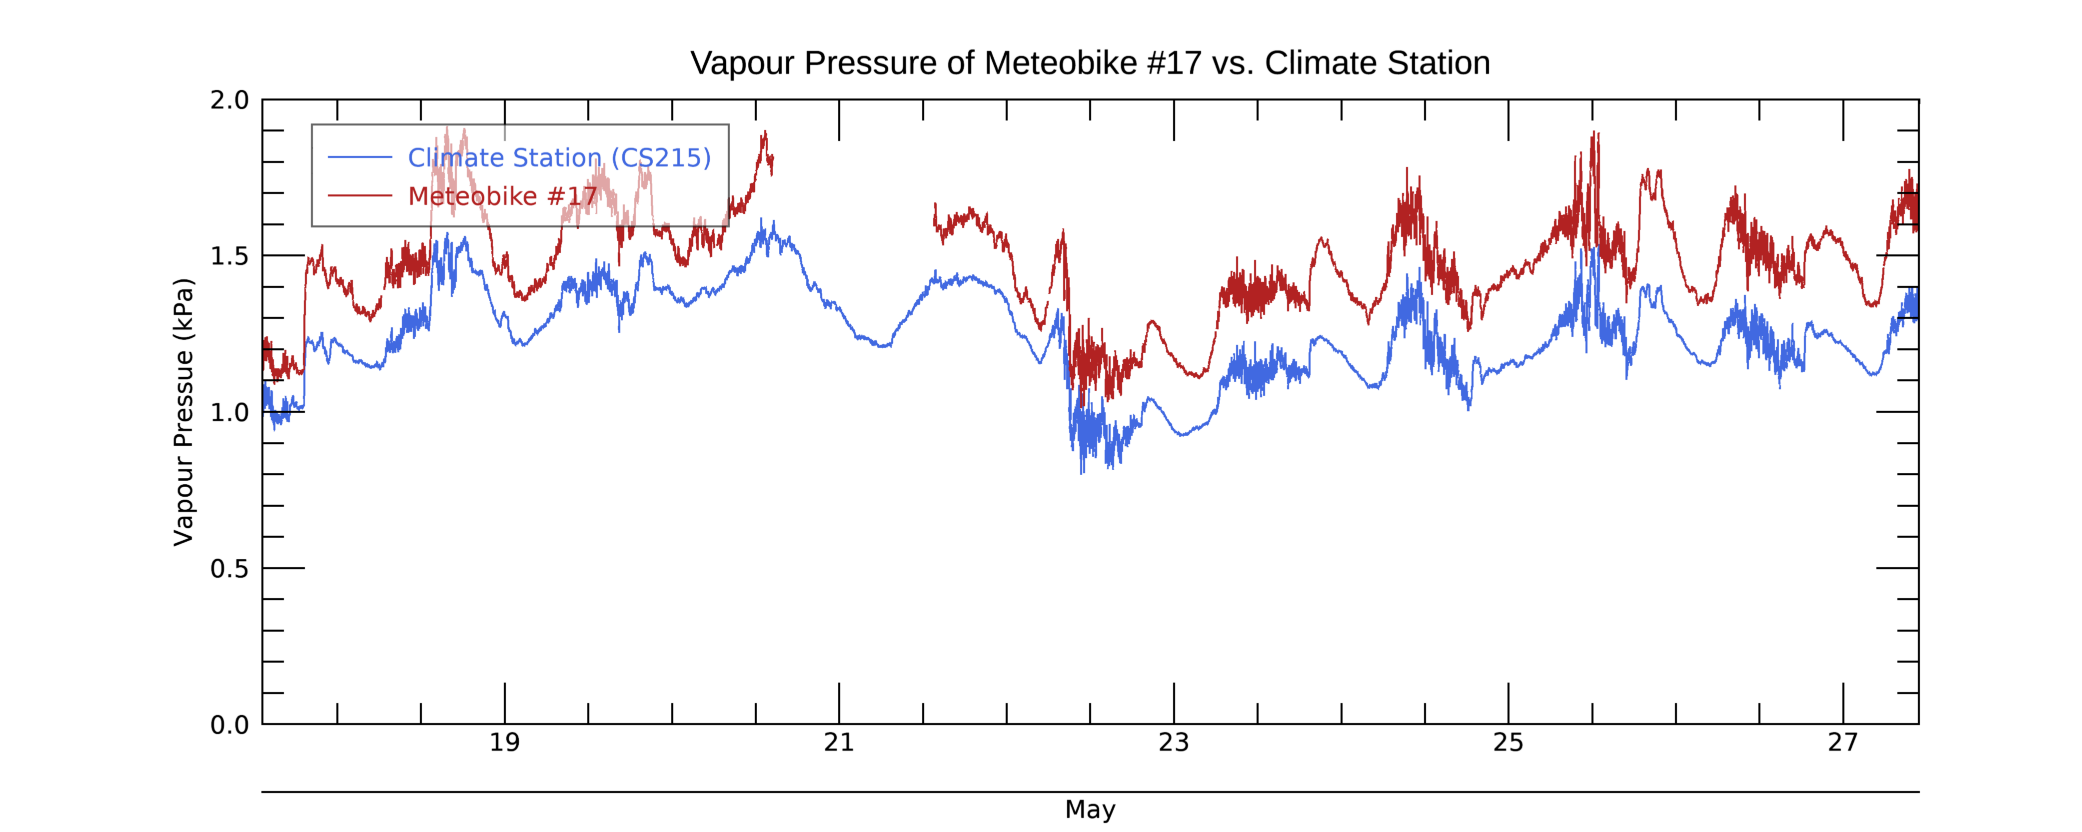 Vapour Pressure of Meteobike #17 vs. Climate Station
2.0
1.5
1.0
0.5
0.0
Vapour Pressue (kPa)
Climate Station (CS215)
Meteobike #17
19
21
23
25
27
May